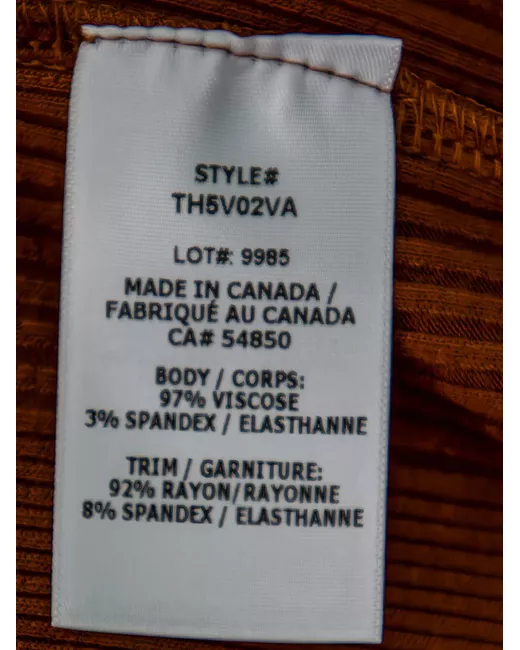 STYLE#
TH5V02VA
LOT#: 9985
MADE IN CANADA /
FABRIQUÉ AU CANADA
CA# 54850
BODY / CORPS:
97% VISCOSE
3% SPANDEX / ELASTHANNE
TRIM / GARNITURE:
92% RAYON/RAYONNE
8% SPANDEX / ELASTHANNE